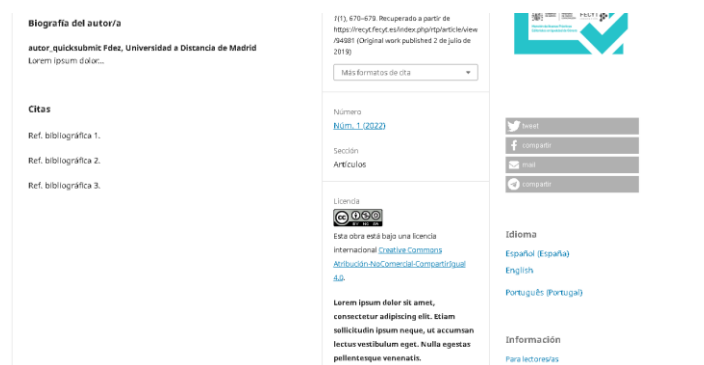 Biografía del autor/a
autor_quicksubmit Fdez, Universidad a Distancia de Madrid
Lorem ipsum dolor...
Citas
Ref. bibliográfica 1.
Ref. bibliográfica 2.
Ref. bibliográfica 3.
1(1), 670–679. Recuperado a partir de
https://recyt.fecyt.es/index.php/rtp/article/view
/94981 (Original work published 2 de julio de
2019)
Más formatos de cita
Número
Núm. 1 (2022)
Sección
Artículos
Licencia
CC BY NC SA
Esta obra está bajo una licencia
internacional Creative Commons
Atribución-NoComercial-CompartirIgual
4.0.
Lorem ipsum dolor sit amet,
consectetur adipiscing elit. Etiam
sollicitudin ipsum neque, ut accumsan
lectus vestibulum eget. Nulla egestas
pellentesque venenatis.
FECYT
tweet
compartir
mail
compartir
Idioma
Español (España)
English
Português (Portugal)
Información
Para lectores/as